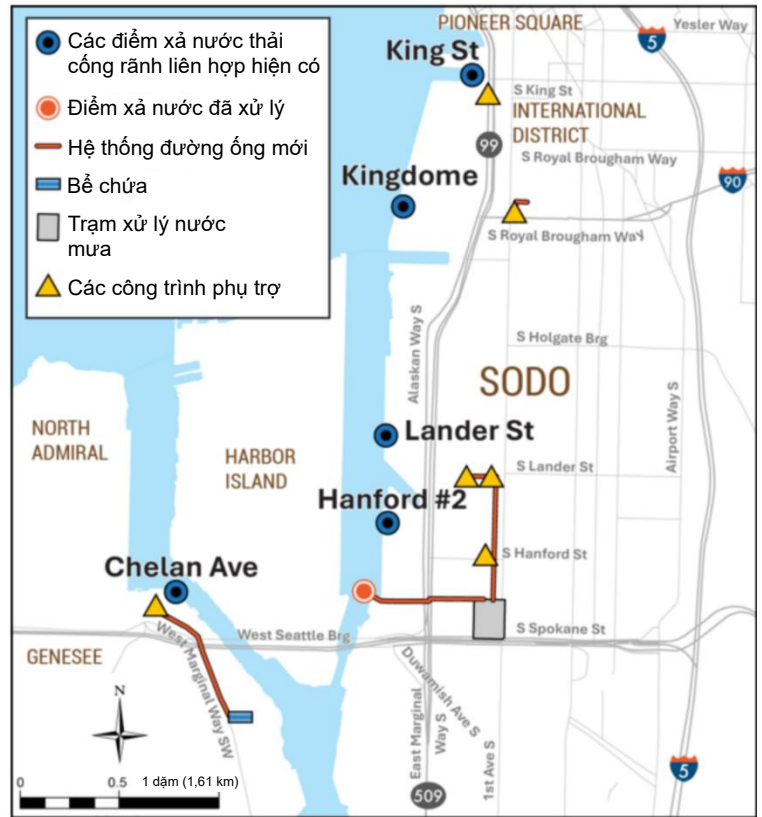 Các điểm xả nước thải
cống rãnh liên hợp hiện có
Điểm xả nước đã xử lý
Hệ thống đường ống mới
Bể chứa
Trạm xử lý nước
mưa
Các công trình phụ trợ
PIONEER SQUARE
Yesler Way
5
King St
S King St
INTERNATIONAL
DISTRICT
99
S Royal Brougham Way
90
Kingdome
S Royal Brougham Way
Alaskan Way S
S Holgate Brg
SODO
Airport Way S
NORTH
ADMIRAL
HARBOR
ISLAND
Lander St
S Lander St
Hanford #2
S Hanford St
Chelan Ave
West Seattle Brg
S Spokane St
GENESEE
West Marginal Way SW
Duwamish Ave S
East Marginal
Way S
1st Ave S
N
0
0.5
1 dặm (1,61 km)
509
5